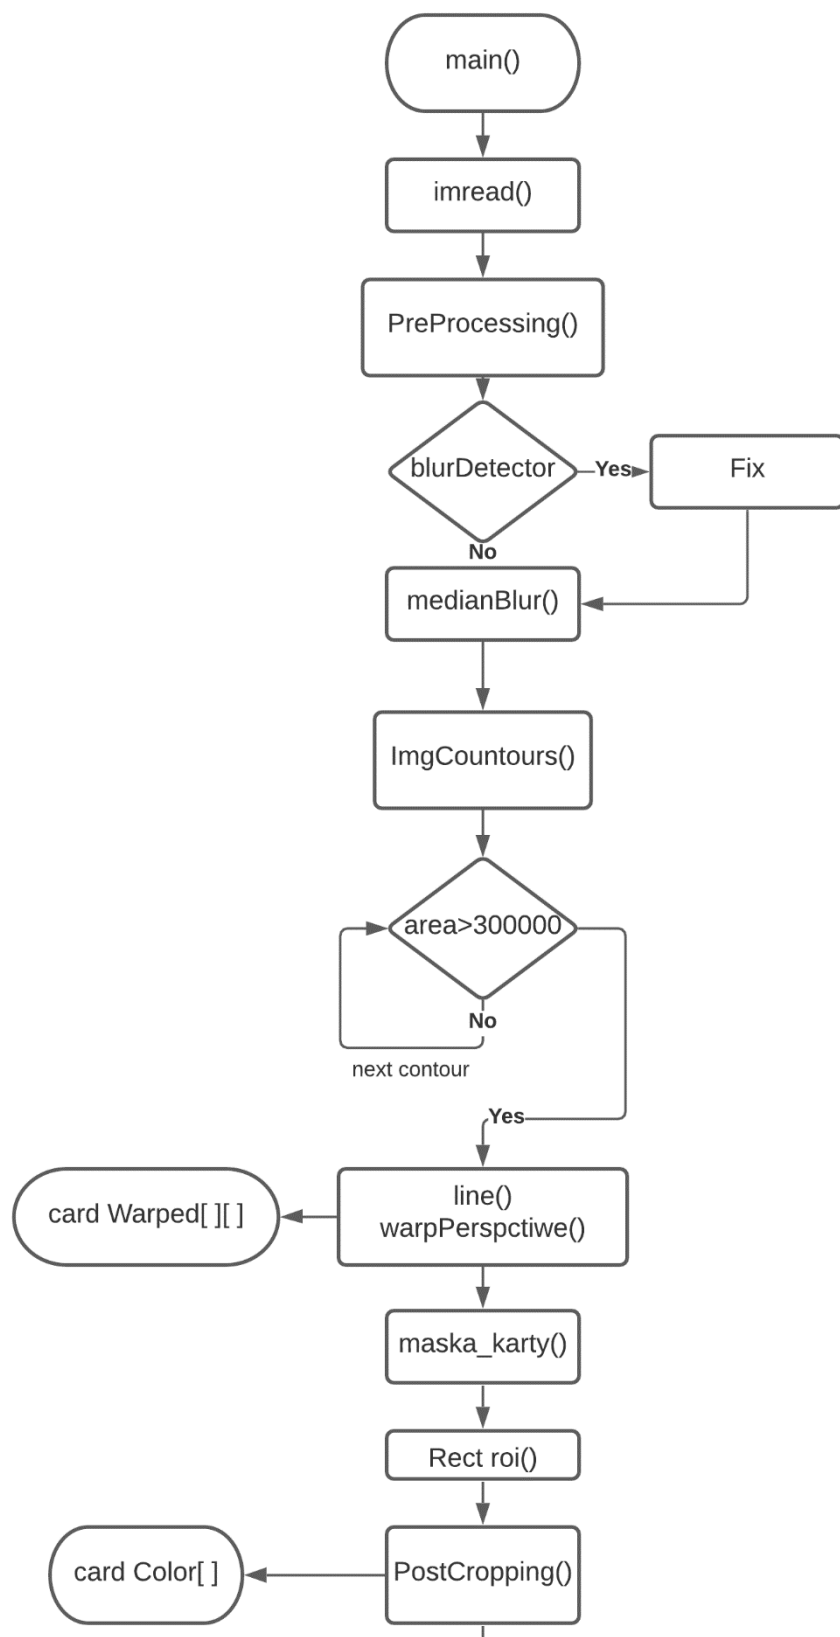 main()
imread()
PreProcessing()
blurDetector
Yes
Fix
No
medianBlur()
ImgCountours()
area>300000
No
next contour
Yes
line()
warpPerspctiwe()
card Warped[ ][ ]
maska_karty()
Rect roi()
PostCropping()
card Color[ ]